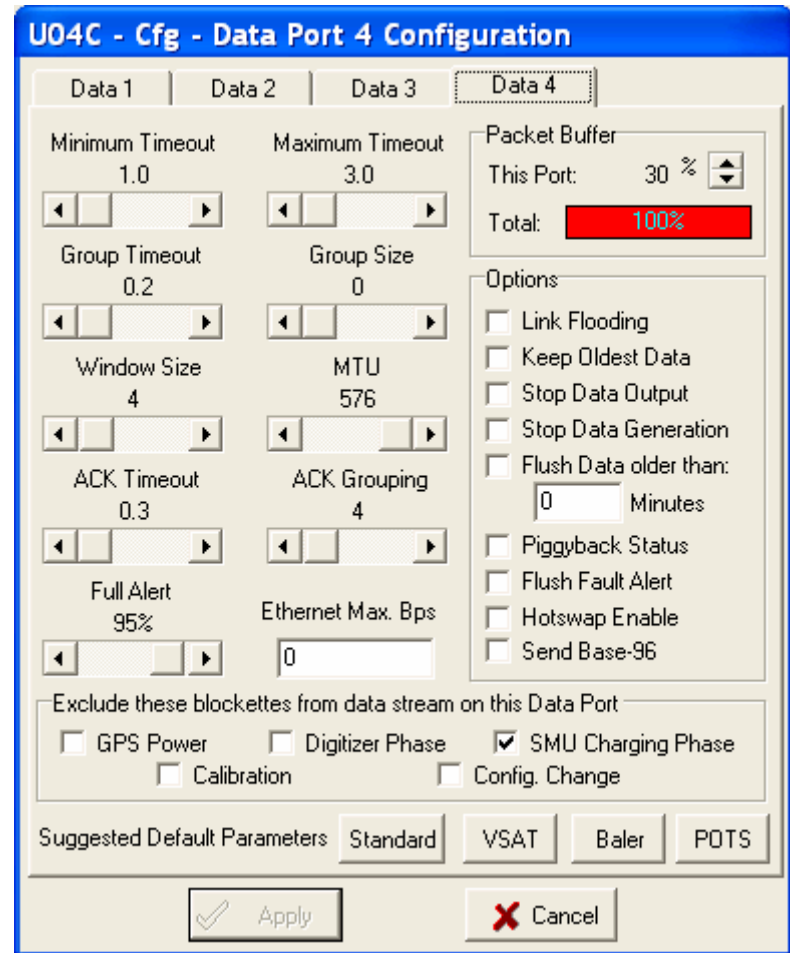 U04C - Cfg - Data Port 4 Configuration
Data 1 Data 2 Data 3 Data 4
Minimum Timeout
1.0
Maximum Timeout
3.0
Group Timeout
0.2
Group Size
0
Window Size
4
MTU
576
ACK Timeout
0.3
ACK Grouping
4
Full Alert
95%
Ethernet Max. Bps
0
Packet Buffer
This Port: 30 %
Total: 100%
Options
Link Flooding
Keep Oldest Data
Stop Data Output
Stop Data Generation
Flush Data older than:
0 Minutes
Piggyback Status
Flush Fault Alert
Hotswap Enable
Send Base-96
Exclude these blockettes from data stream on this Data Port
GPS Power Digitizer Phase SMU Charging Phase
Calibration Config. Change
Suggested Default Parameters Standard VSAT Baler POTS
Apply Cancel